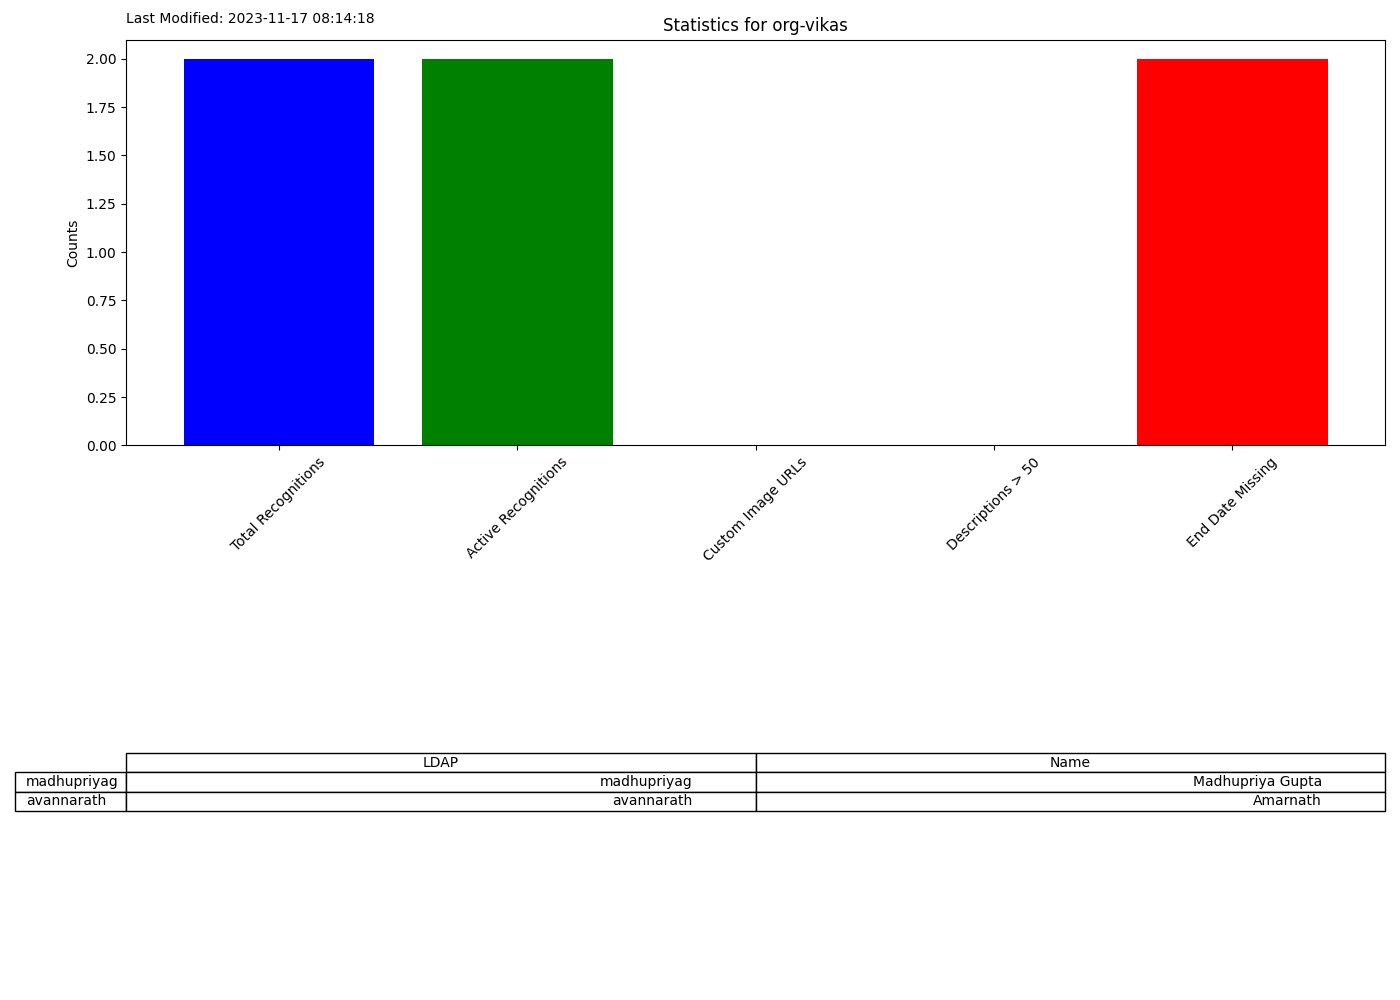 Last Modified: 2023-11-17 08:14:18
Statistics for org-vikas
Counts
2.00
1.75
1.50
1.25
1.00
0.75
0.50
0.25
0.00
Total Recognitions
Active Recognitions
Custom Image URLs
Descriptions > 50
End Date Missing
LDAP Name
madhupriyag madhupriyag Madhupriya Gupta
avannarath avannarath Amarnath